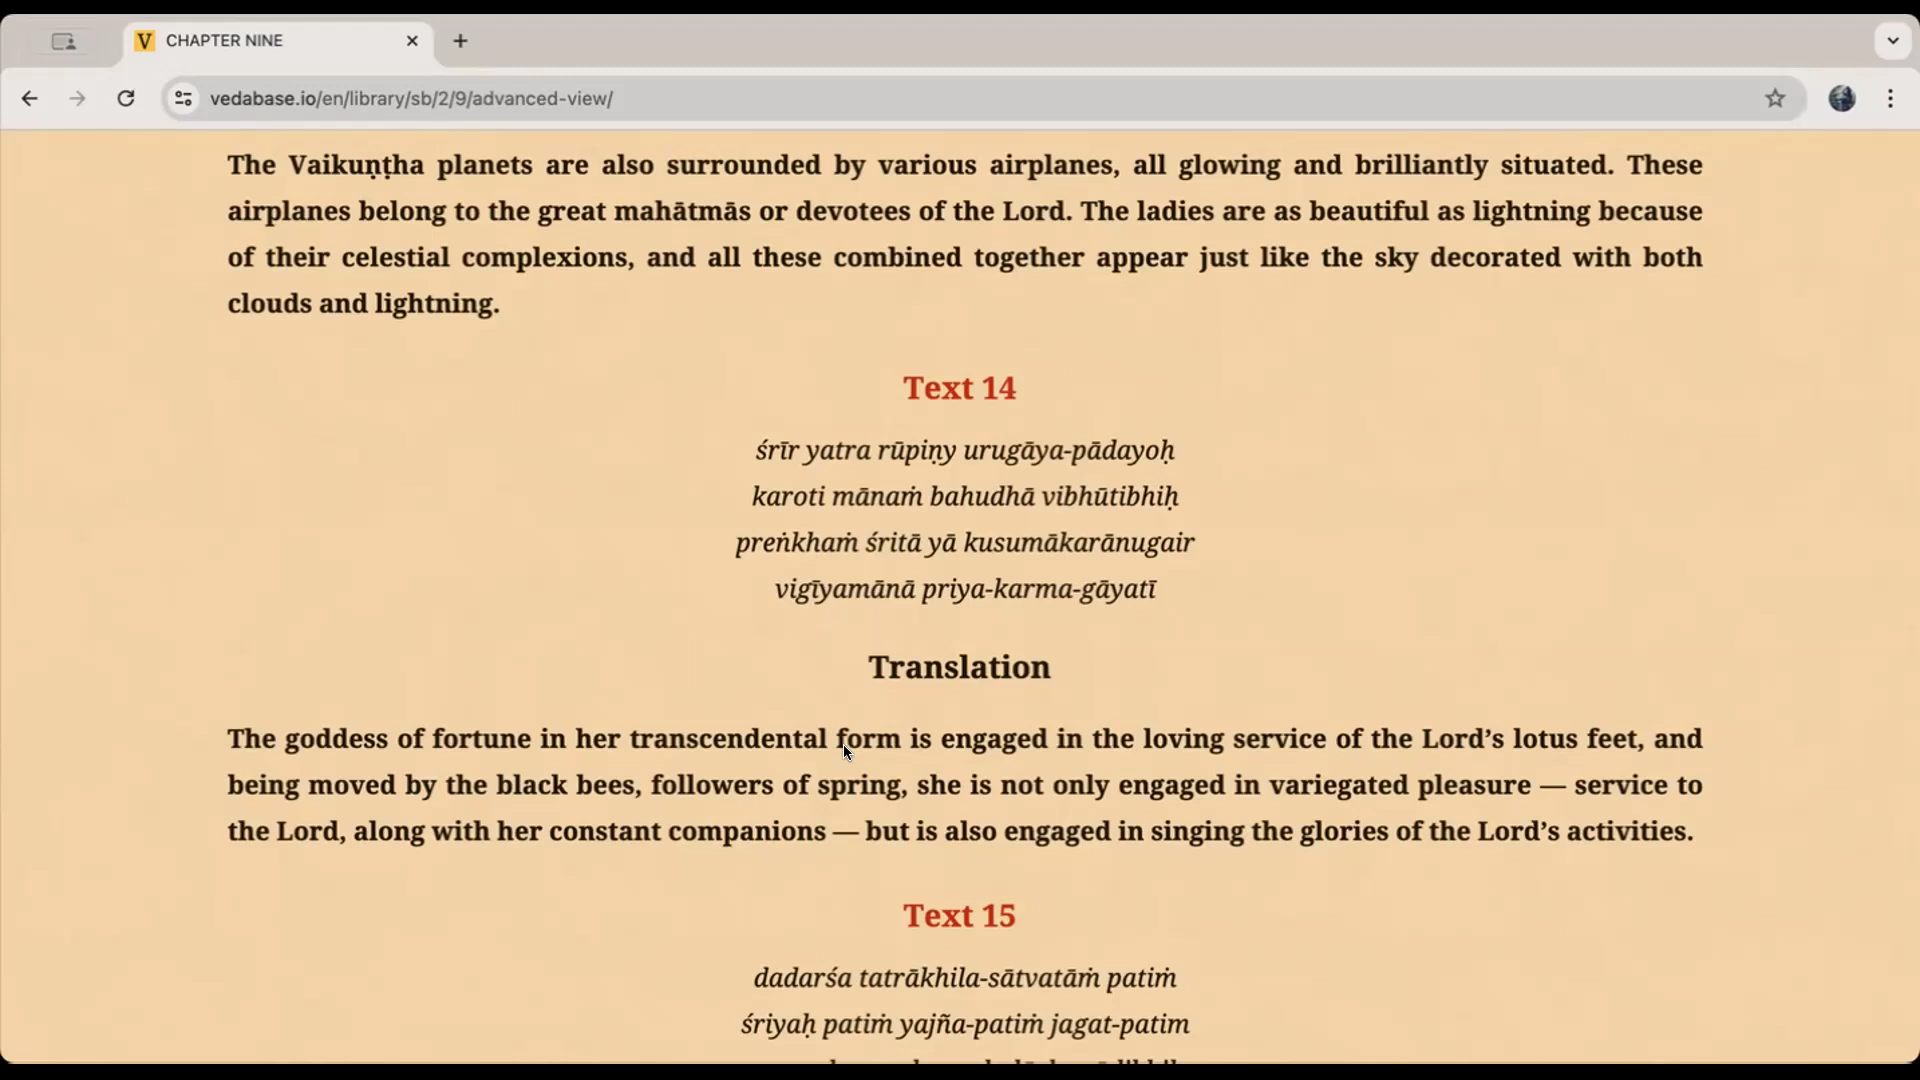 V CHAPTER NINE
vedabase.io/en/library/sb/2/9/advanced-view/
The Vaikuṇṭha planets are also surrounded by various airplanes, all glowing and brilliantly situated. These
airplanes belong to the great mahātmās or devotees of the Lord. The ladies are as beautiful as lightning because
of their celestial complexions, and all these combined together appear just like the sky decorated with both
clouds and lightning.
Text 14
śrīr yatra rūpiṇy urugāya-pādayoḥ
karoti mānaṁ bahudhā vibhūtibhiḥ
preṅkhaṁ śritā yā kusumākarānugair
vigīyamānā priya-karma-gāyatī
Translation
The goddess of fortune in her transcendental form is engaged in the loving service of the Lord’s lotus feet, and
being moved by the black bees, followers of spring, she is not only engaged in variegated pleasure — service to
the Lord, along with her constant companions — but is also engaged in singing the glories of the Lord’s activities.
Text 15
dadarśa tatrākhila-sātvatāṁ patiṁ
śriyaḥ patiṁ yajña-patiṁ jagat-patim